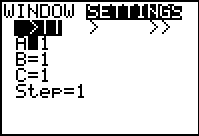 WINDOW SETTINGS
>|| > >>
A=1
B=1
C=1
Step=1